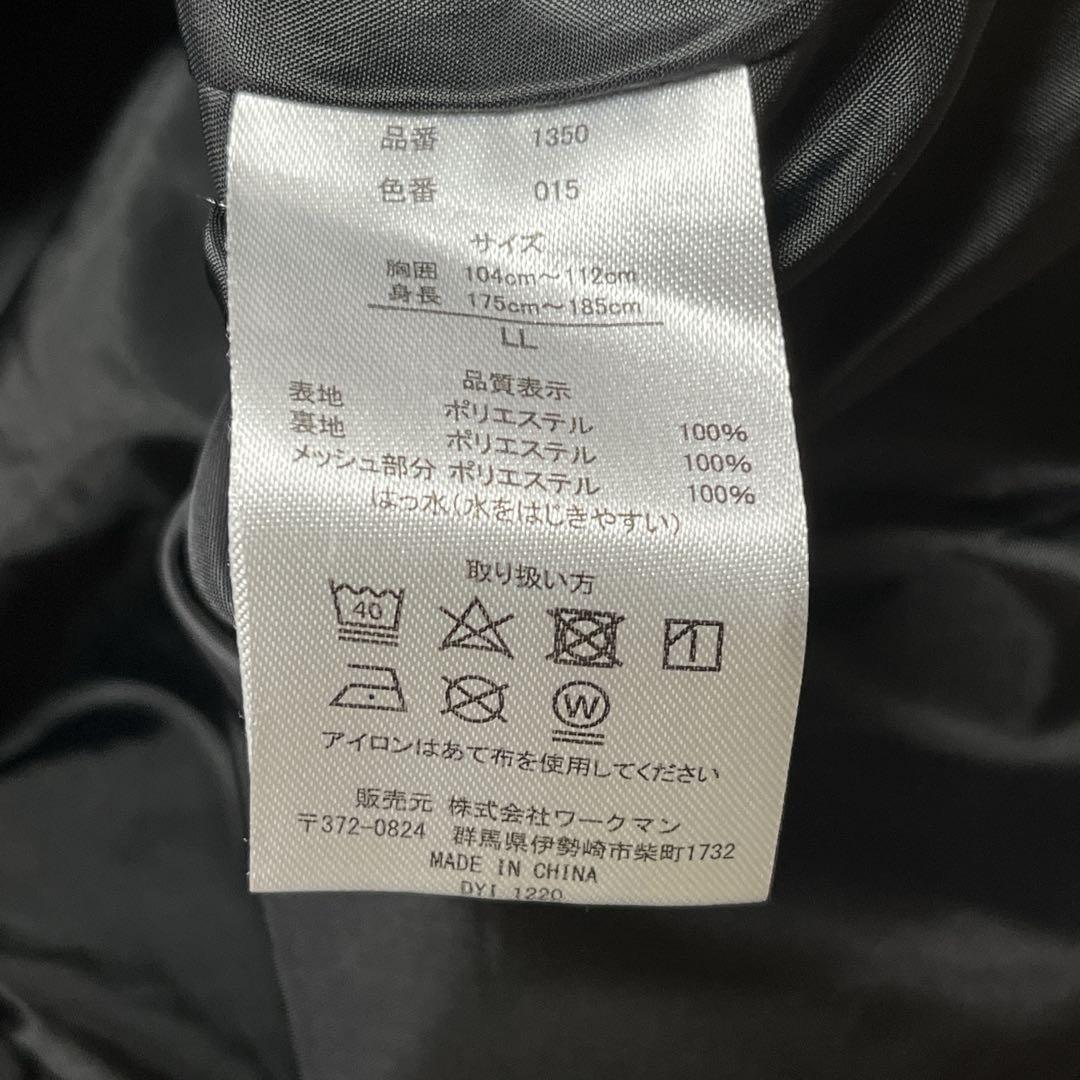 品番 1350
色番 015
サイズ
胸囲 104cm～112cm
身長 175cm～185cm
LL
品質表示
表地 ポリエステル 100%
裏地 ポリエステル 100%
メッシュ部分 ポリエステル 100%
はっ水(水をはじきやすい)
取り扱い方
40
1
W
アイロンはあて布を使用してください
販売元 株式会社ワークマン
〒372-0824 群馬県伊勢崎市柴町1732
MADE IN CHINA
DYI 1220